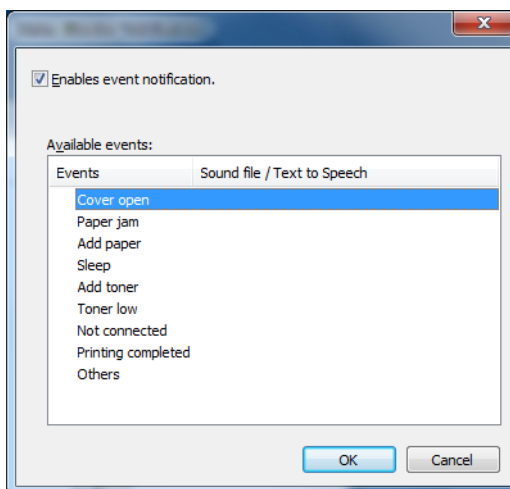 Enables event notification.
Available events:
Events Sound file / Text to Speech
Cover open
Paper jam
Add paper
Sleep
Add toner
Toner low
Not connected
Printing completed
Others
OK Cancel